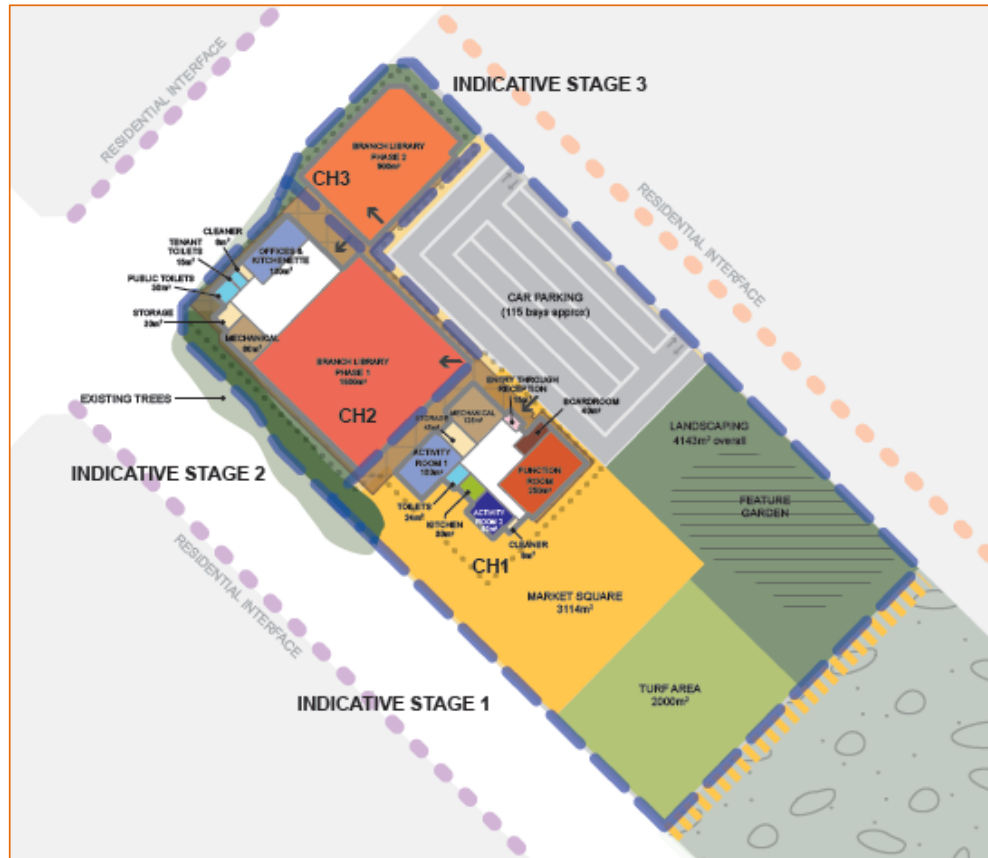 RESIDENTIAL INTERFACE
INDICATIVE STAGE 3
BRANCH LIBRARY
PHASE 2
CH3
RESIDENTIAL INTERFACE
CLEANER
TENANT
TOILETS
15m²
OFFICES &
KITCHENETTE
PUBLIC TOILETS
STORAGE
MECHANICAL
CAR PARKING
(115 bays approx)
BRANCH LIBRARY
PHASE 1
CH2
EXISTING TREES
ENTRY THROUGH
RECEPTION
BOARDROOM
STORAGE
MECHANICAL
ACTIVITY
ROOM 1
FUNCTION
ROOM
TOILETS
KITCHEN
ACTIVITY
ROOM 2
CLEANER
CH1
LANDSCAPING
4143m² overall
FEATURE
GARDEN
INDICATIVE STAGE 2
RESIDENTIAL INTERFACE
MARKET SQUARE
3114m²
INDICATIVE STAGE 1
TURF AREA
2000m²